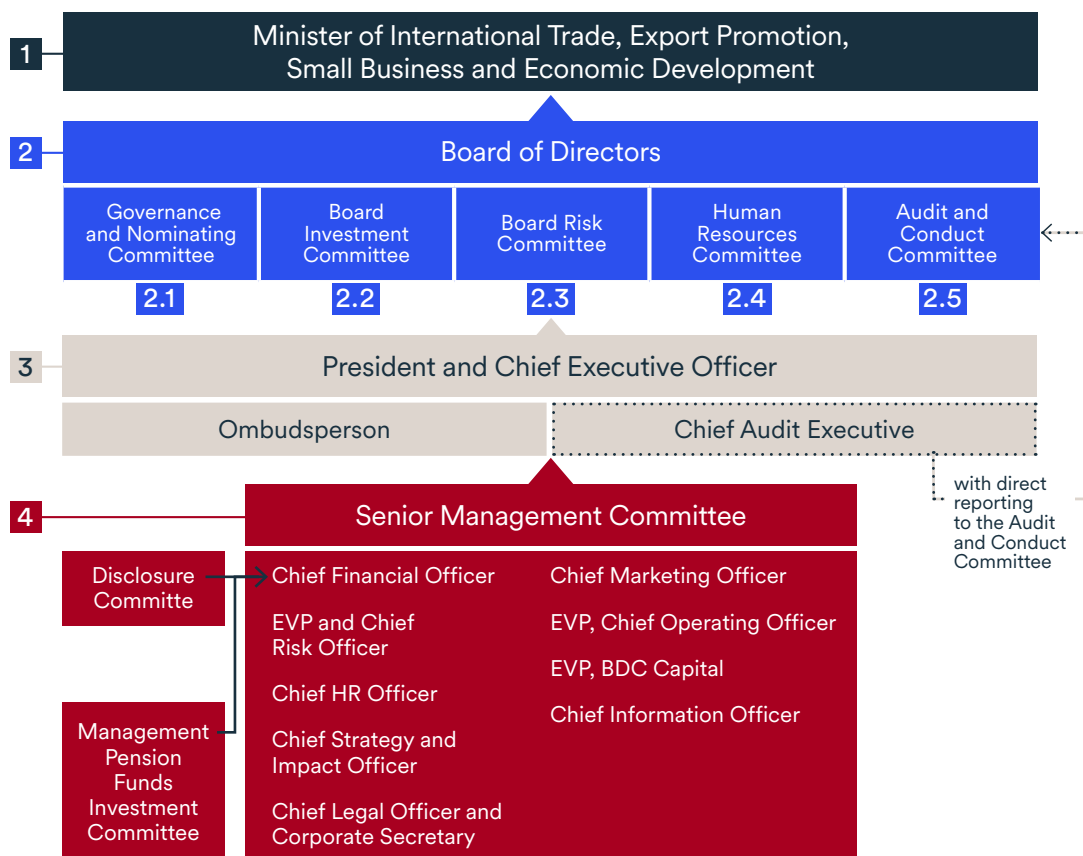 1
Minister of International Trade, Export Promotion,
Small Business and Economic Development
2
Board of Directors
Governance
and Nominating
Committee
2.1
Board
Investment
Committee
2.2
Board Risk
Committee
2.3
Human
Resources
Committee
2.4
Audit and
Conduct
Committee
2.5
3
President and Chief Executive Officer
Ombudsperson
Chief Audit Executive
with direct
reporting
to the Audit
and Conduct
Committee
4
Senior Management Committee
Disclosure
Committe
Management
Pension
Funds
Investment
Committee
Chief Financial Officer
EVP and Chief
Risk Officer
Chief HR Officer
Chief Strategy and
Impact Officer
Chief Legal Officer and
Corporate Secretary
Chief Marketing Officer
EVP, Chief Operating Officer
EVP, BDC Capital
Chief Information Officer